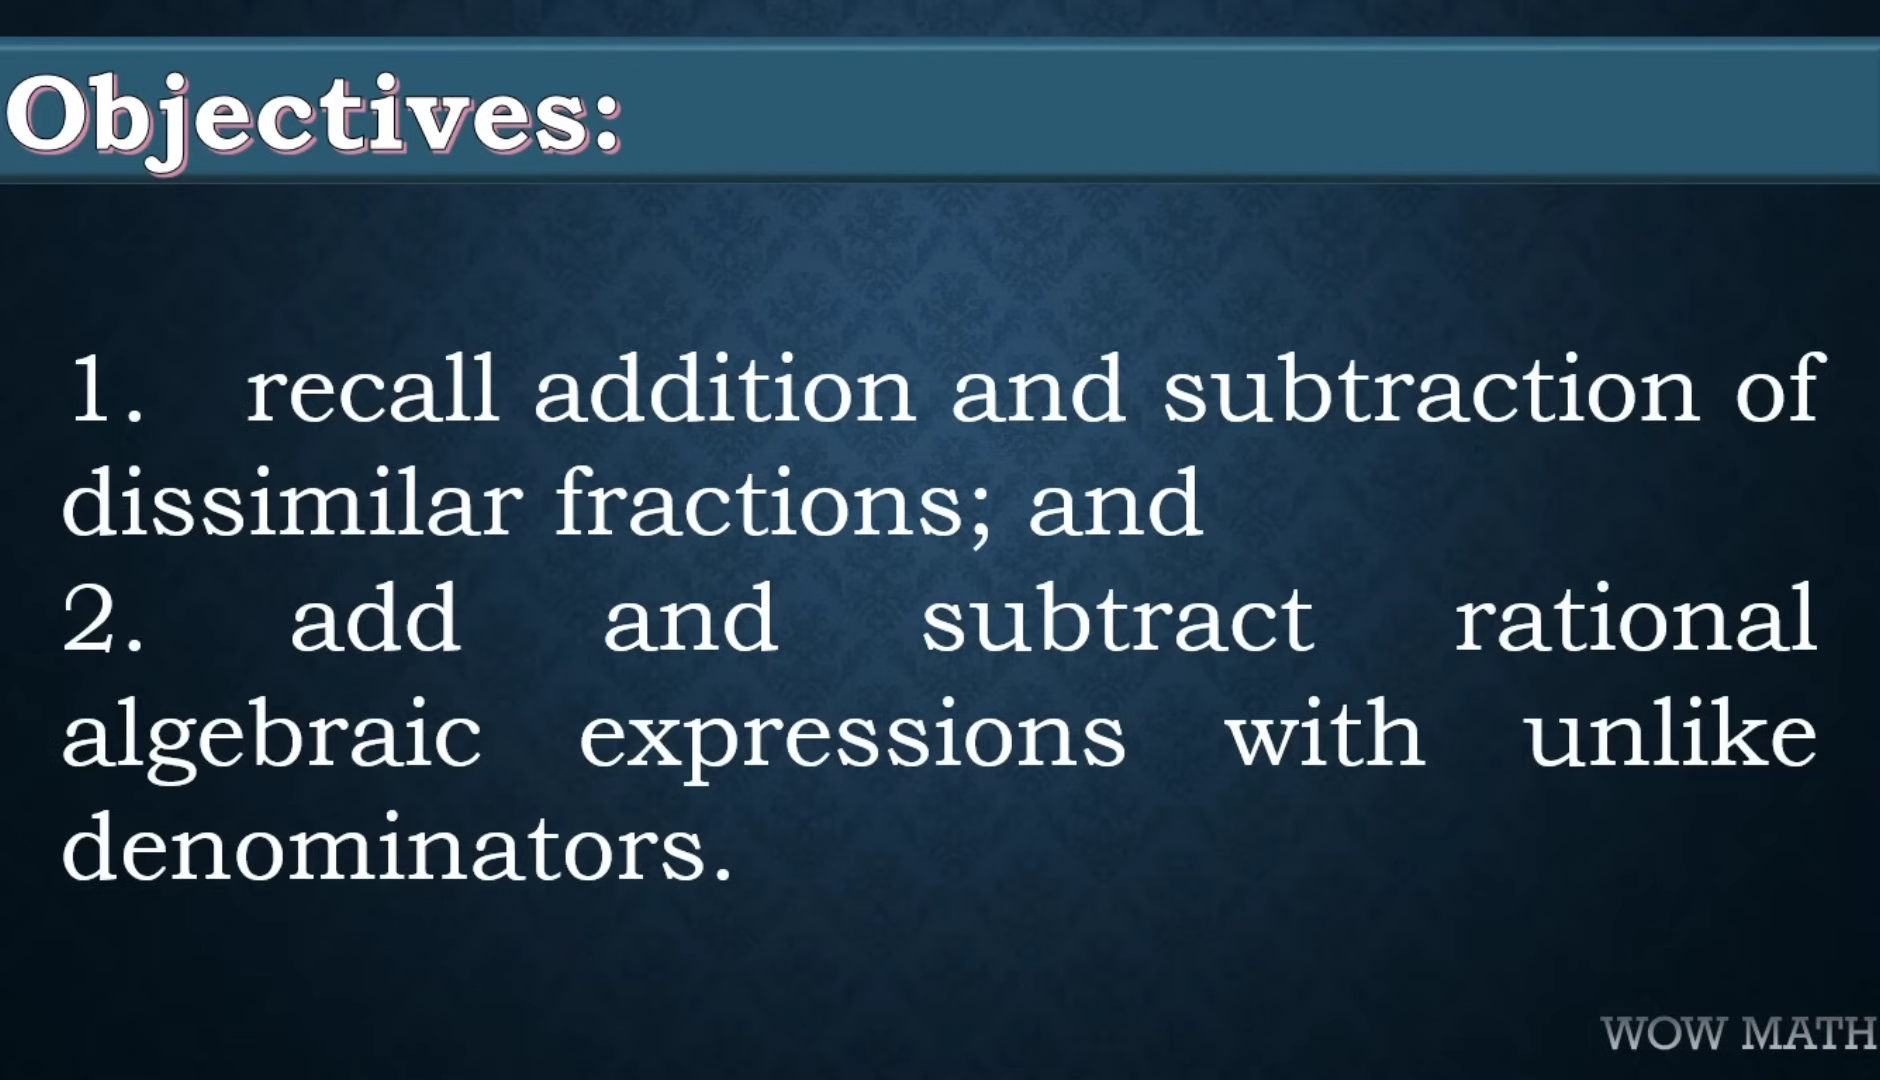 Objectives:
1. recall addition and subtraction of
dissimilar fractions; and
2. add and subtract rational
algebraic expressions with unlike
denominators.
WOW MATH